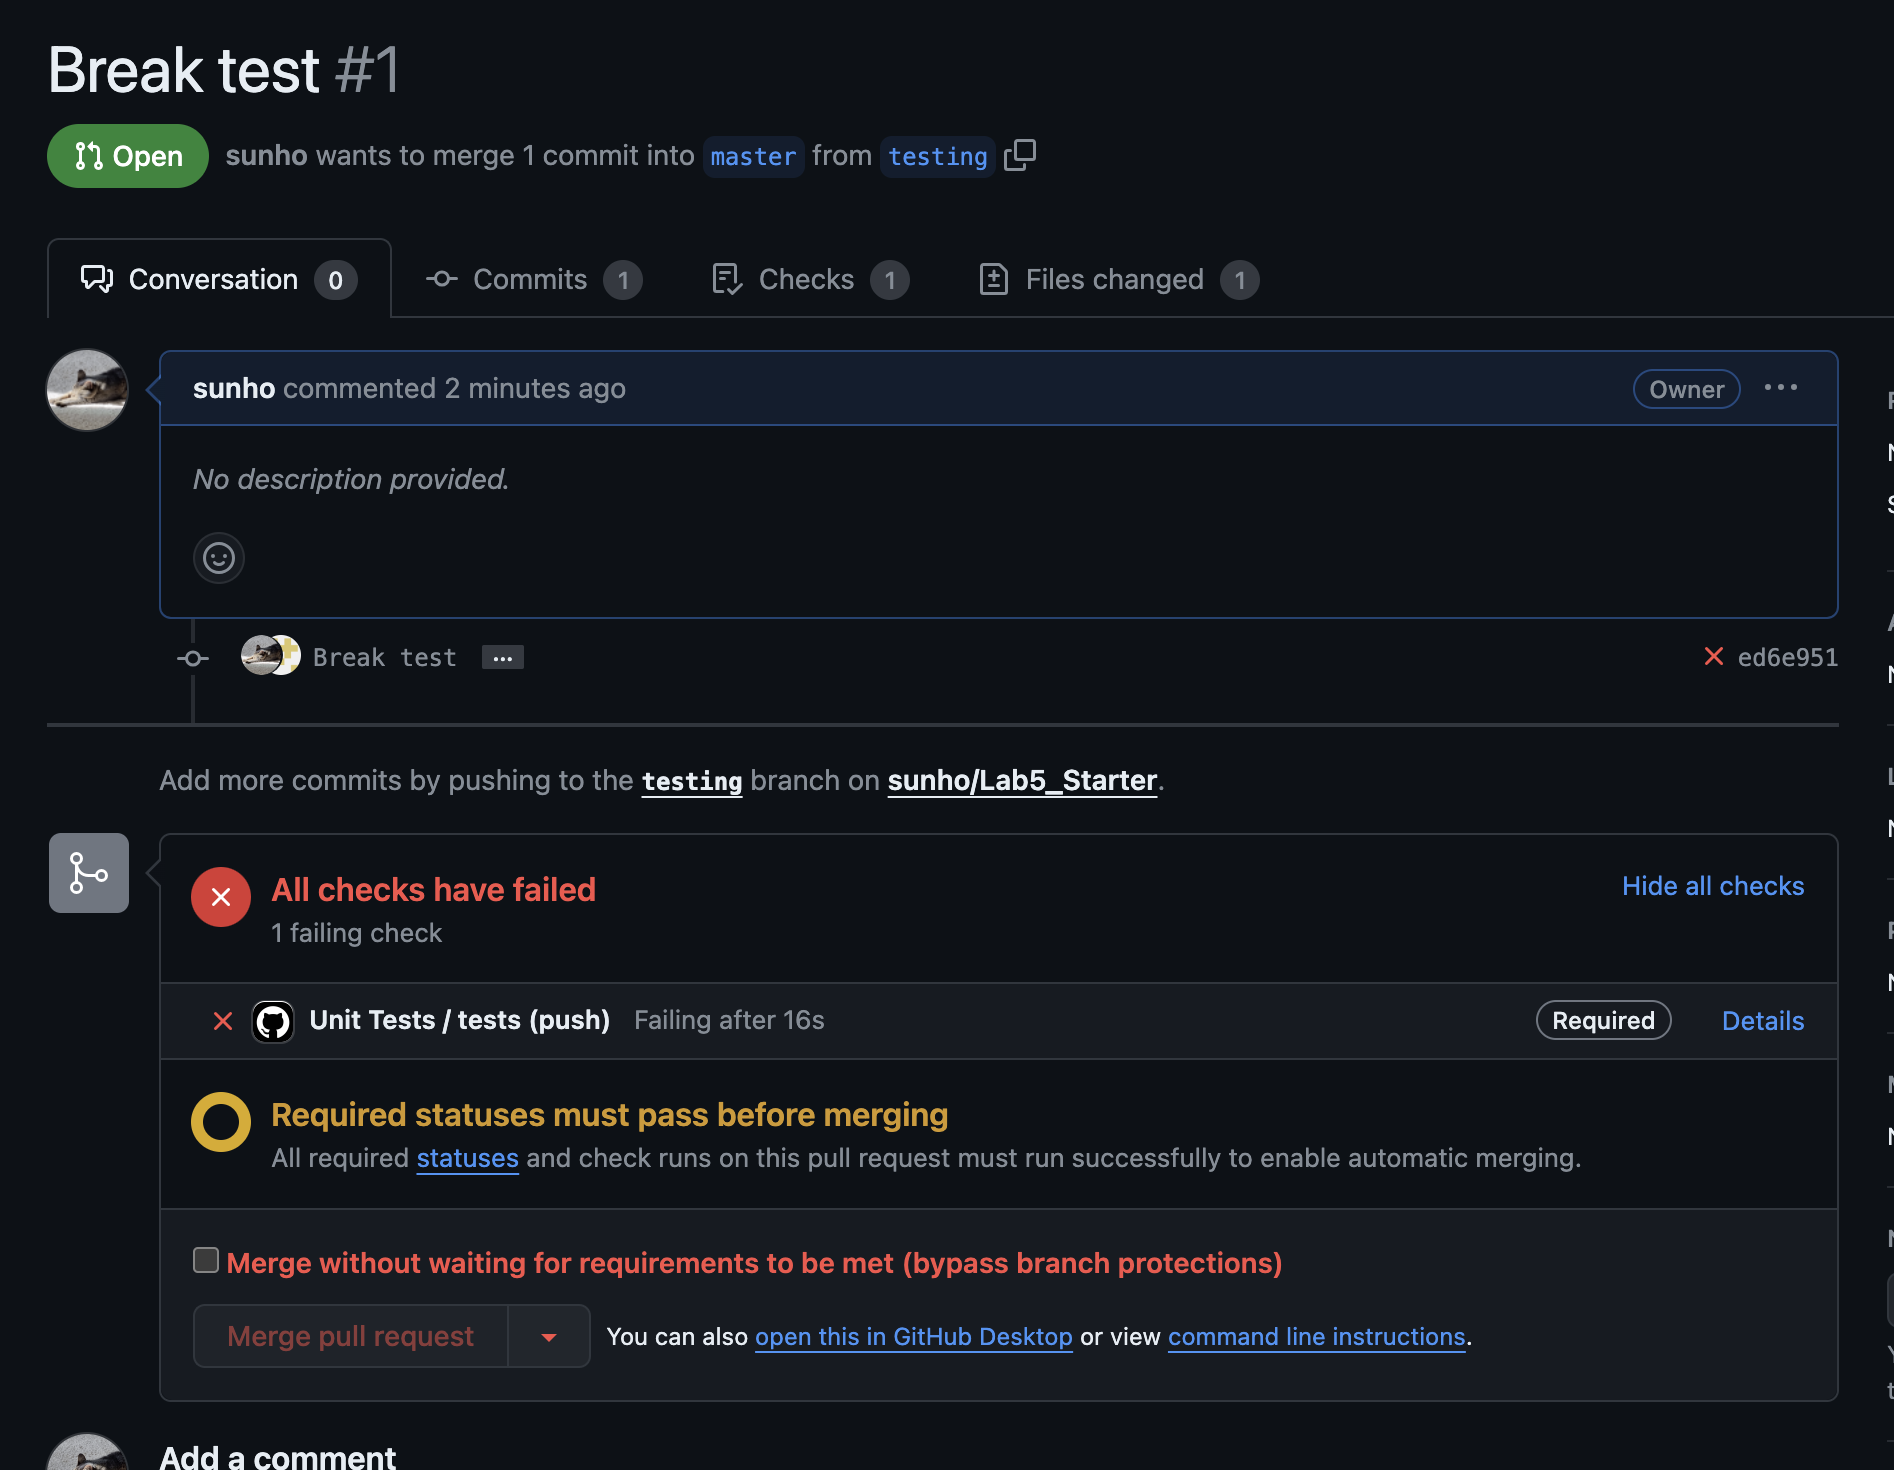 Break test #1
Open sunho wants to merge 1 commit into master from testing
Conversation 0 Commits 1 Checks 1 Files changed 1
sunho commented 2 minutes ago Owner ...
No description provided.
Break test ... ed6e951
Add more commits by pushing to the testing branch on sunho/Lab5_Starter.
All checks have failed Hide all checks
1 failing check
Unit Tests / tests (push) Failing after 16s Required Details
Required statuses must pass before merging
All required statuses and check runs on this pull request must run successfully to enable automatic merging.
Merge without waiting for requirements to be met (bypass branch protections)
Merge pull request You can also open this in GitHub Desktop or view command line instructions.
Add a comment